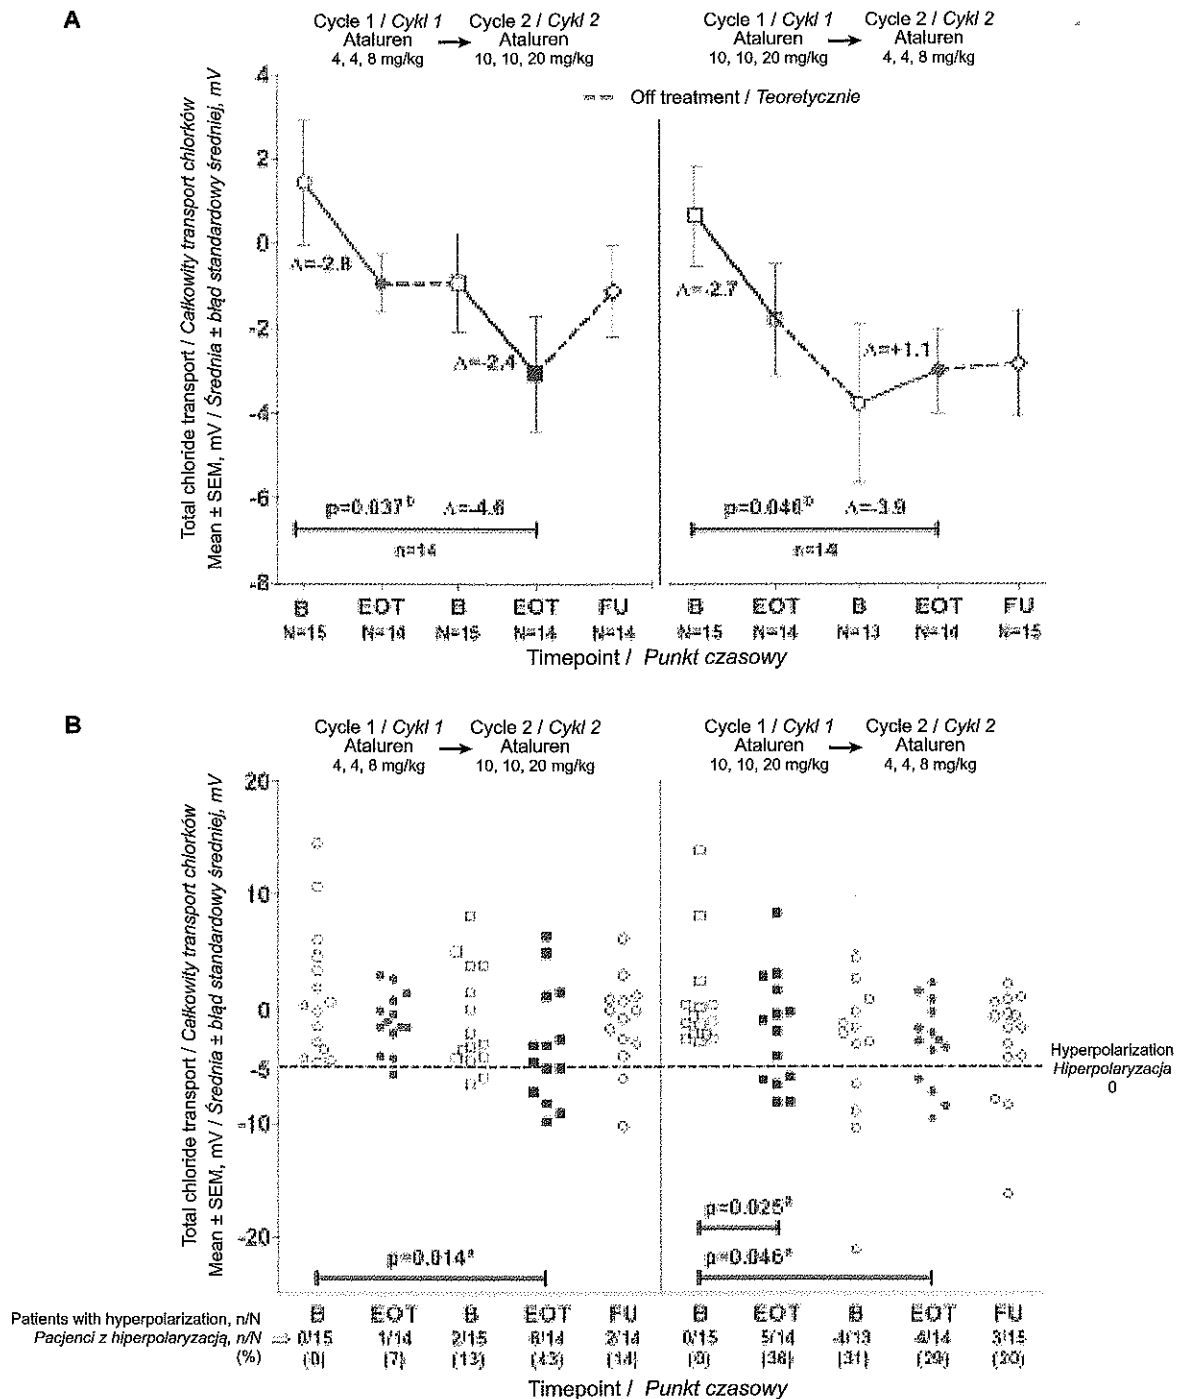 A
Cycle 1 / Cykl 1
Ataluren
4, 4, 8 mg/kg
Cycle 2 / Cykl 2
Ataluren
10, 10, 20 mg/kg
Cycle 1 / Cykl 1
Ataluren
10, 10, 20 mg/kg
Cycle 2 / Cykl 2
Ataluren
4, 4, 8 mg/kg
Off treatment / Teoretycznie
Total chloride transport / Całkowity transport chlorków
Mean ± SEM, mV / Średnia ± błąd standardowy średniej, mV
4
2
0
-2
-4
-6
-8
Δ=-2.8
Δ=-2.4
Δ=-2.7
Δ=+1.1
p=0.037ᵇ Δ=-4.6
n=14
p=0.046ᵇ Δ=-3.9
n=14
B EOT B EOT FU B EOT B EOT FU
N=15 N=14 N=15 N=14 N=14 N=15 N=14 N=13 N=14 N=15
Timepoint / Punkt czasowy
B
Cycle 1 / Cykl 1
Ataluren
4, 4, 8 mg/kg
Cycle 2 / Cykl 2
Ataluren
10, 10, 20 mg/kg
Cycle 1 / Cykl 1
Ataluren
10, 10, 20 mg/kg
Cycle 2 / Cykl 2
Ataluren
4, 4, 8 mg/kg
Total chloride transport / Całkowity transport chlorków
Mean ± SEM, mV / Średnia ± błąd standardowy średniej, mV
20
10
0
-5
-10
-20
Hyperpolarization
Hiperpolaryzacja
0
p=0.014ᵃ
p=0.025ᵃ
p=0.046ᵃ
B EOT B EOT FU B EOT B EOT FU
Patients with hyperpolarization, n/N
Pacjenci z hiperpolaryzacją, n/N
0/15 1/14 2/15 6/14 2/14 0/15 5/14 4/13 3/15
(%)
(0) (7) (13) (43) (14) (0) (36) (31) (29) (20)
Timepoint / Punkt czasowy